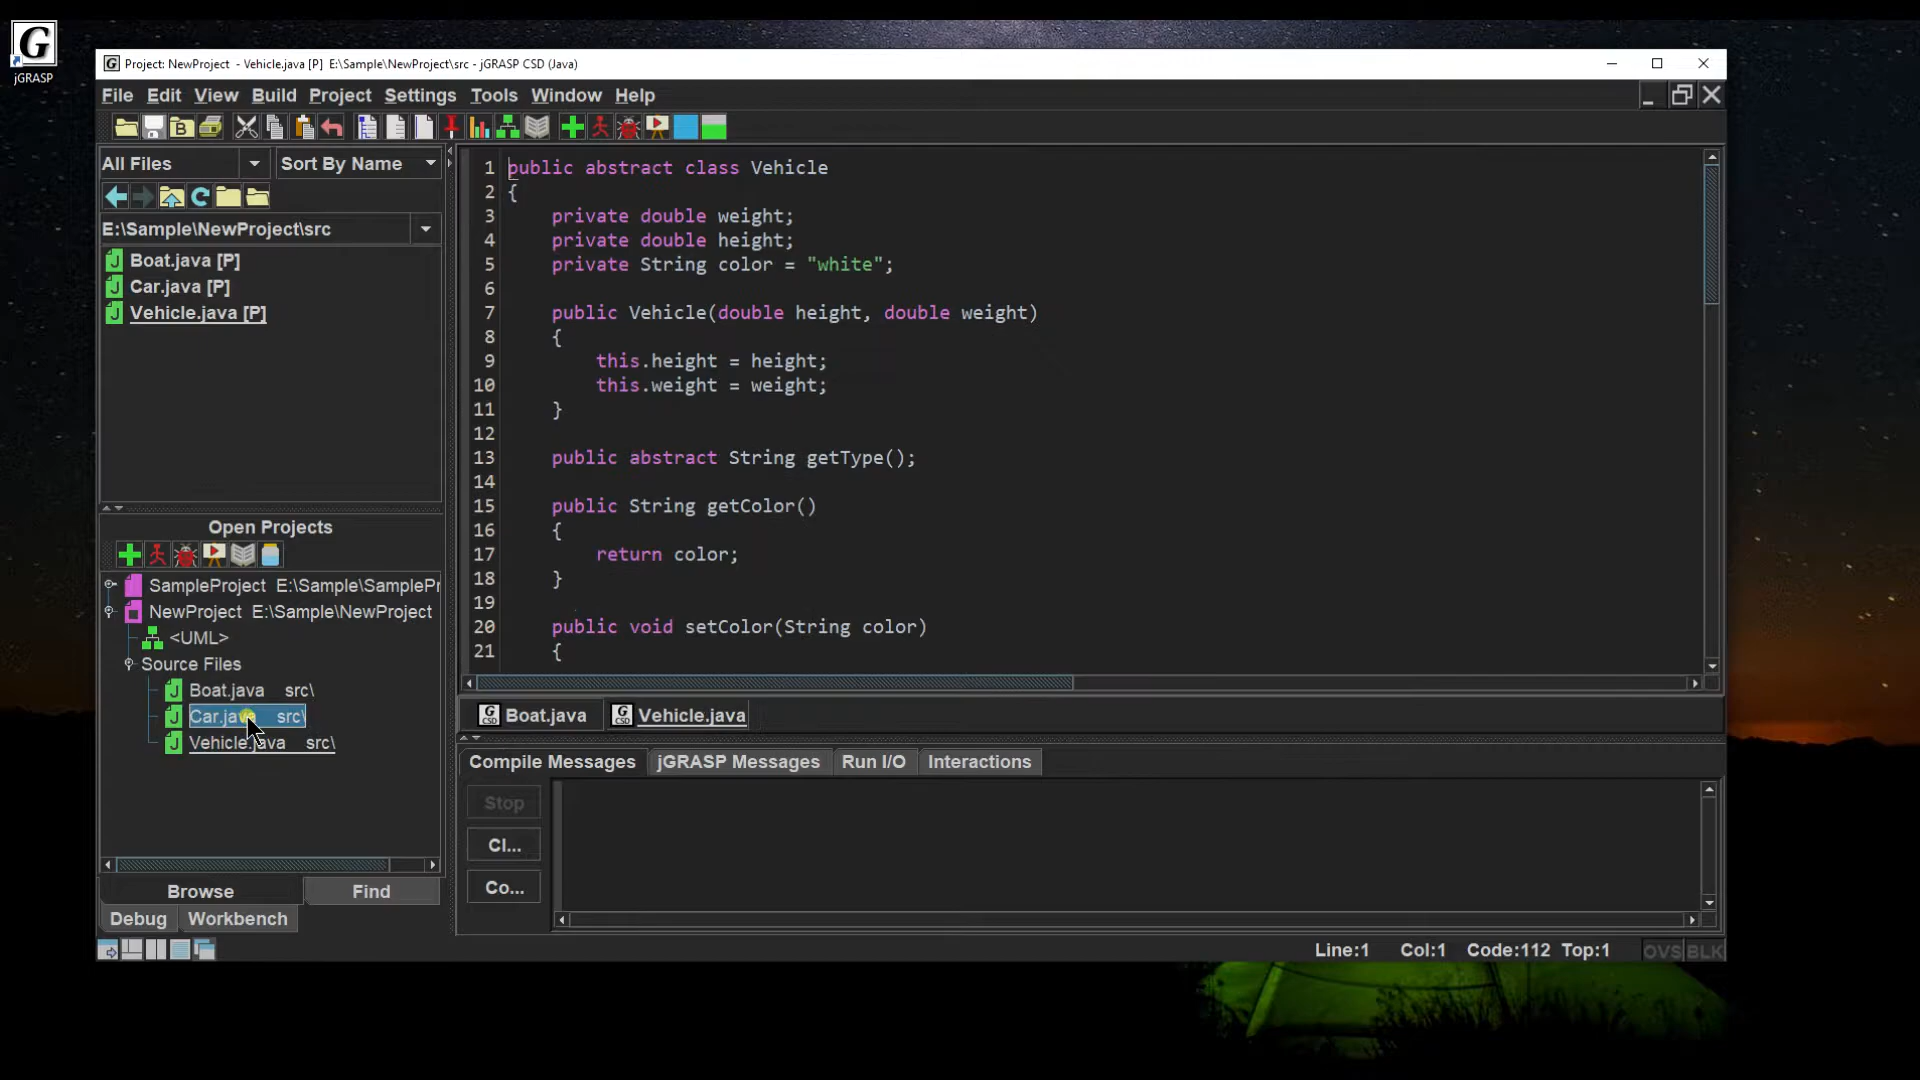 jGRASP
Project: NewProject - Vehicle.java [P] E:\Sample\NewProject\src - jGRASP CSD (Java)
File Edit View Build Project Settings Tools Window Help
All Files Sort By Name
E:\Sample\NewProject\src
Boat.java [P]
Car.java [P]
Vehicle.java [P]
Open Projects
SampleProject E:\Sample\SamplePr
NewProject E:\Sample\NewProject
<UML>
Source Files
Boat.java src\
Car.java src\
Vehicle.java src\
Browse Find
Debug Workbench
1 public abstract class Vehicle
2 {
3 private double weight;
4 private double height;
5 private String color = "white";
6
7 public Vehicle(double height, double weight)
8 {
9 this.height = height;
10 this.weight = weight;
11 }
12
13 public abstract String getType();
14
15 public String getColor()
16 {
17 return color;
18 }
19
20 public void setColor(String color)
21 {
Boat.java Vehicle.java
Compile Messages jGRASP Messages Run I/O Interactions
Stop
Cl...
Co...
Line:1 Col:1 Code:112 Top:1 OVS BLK